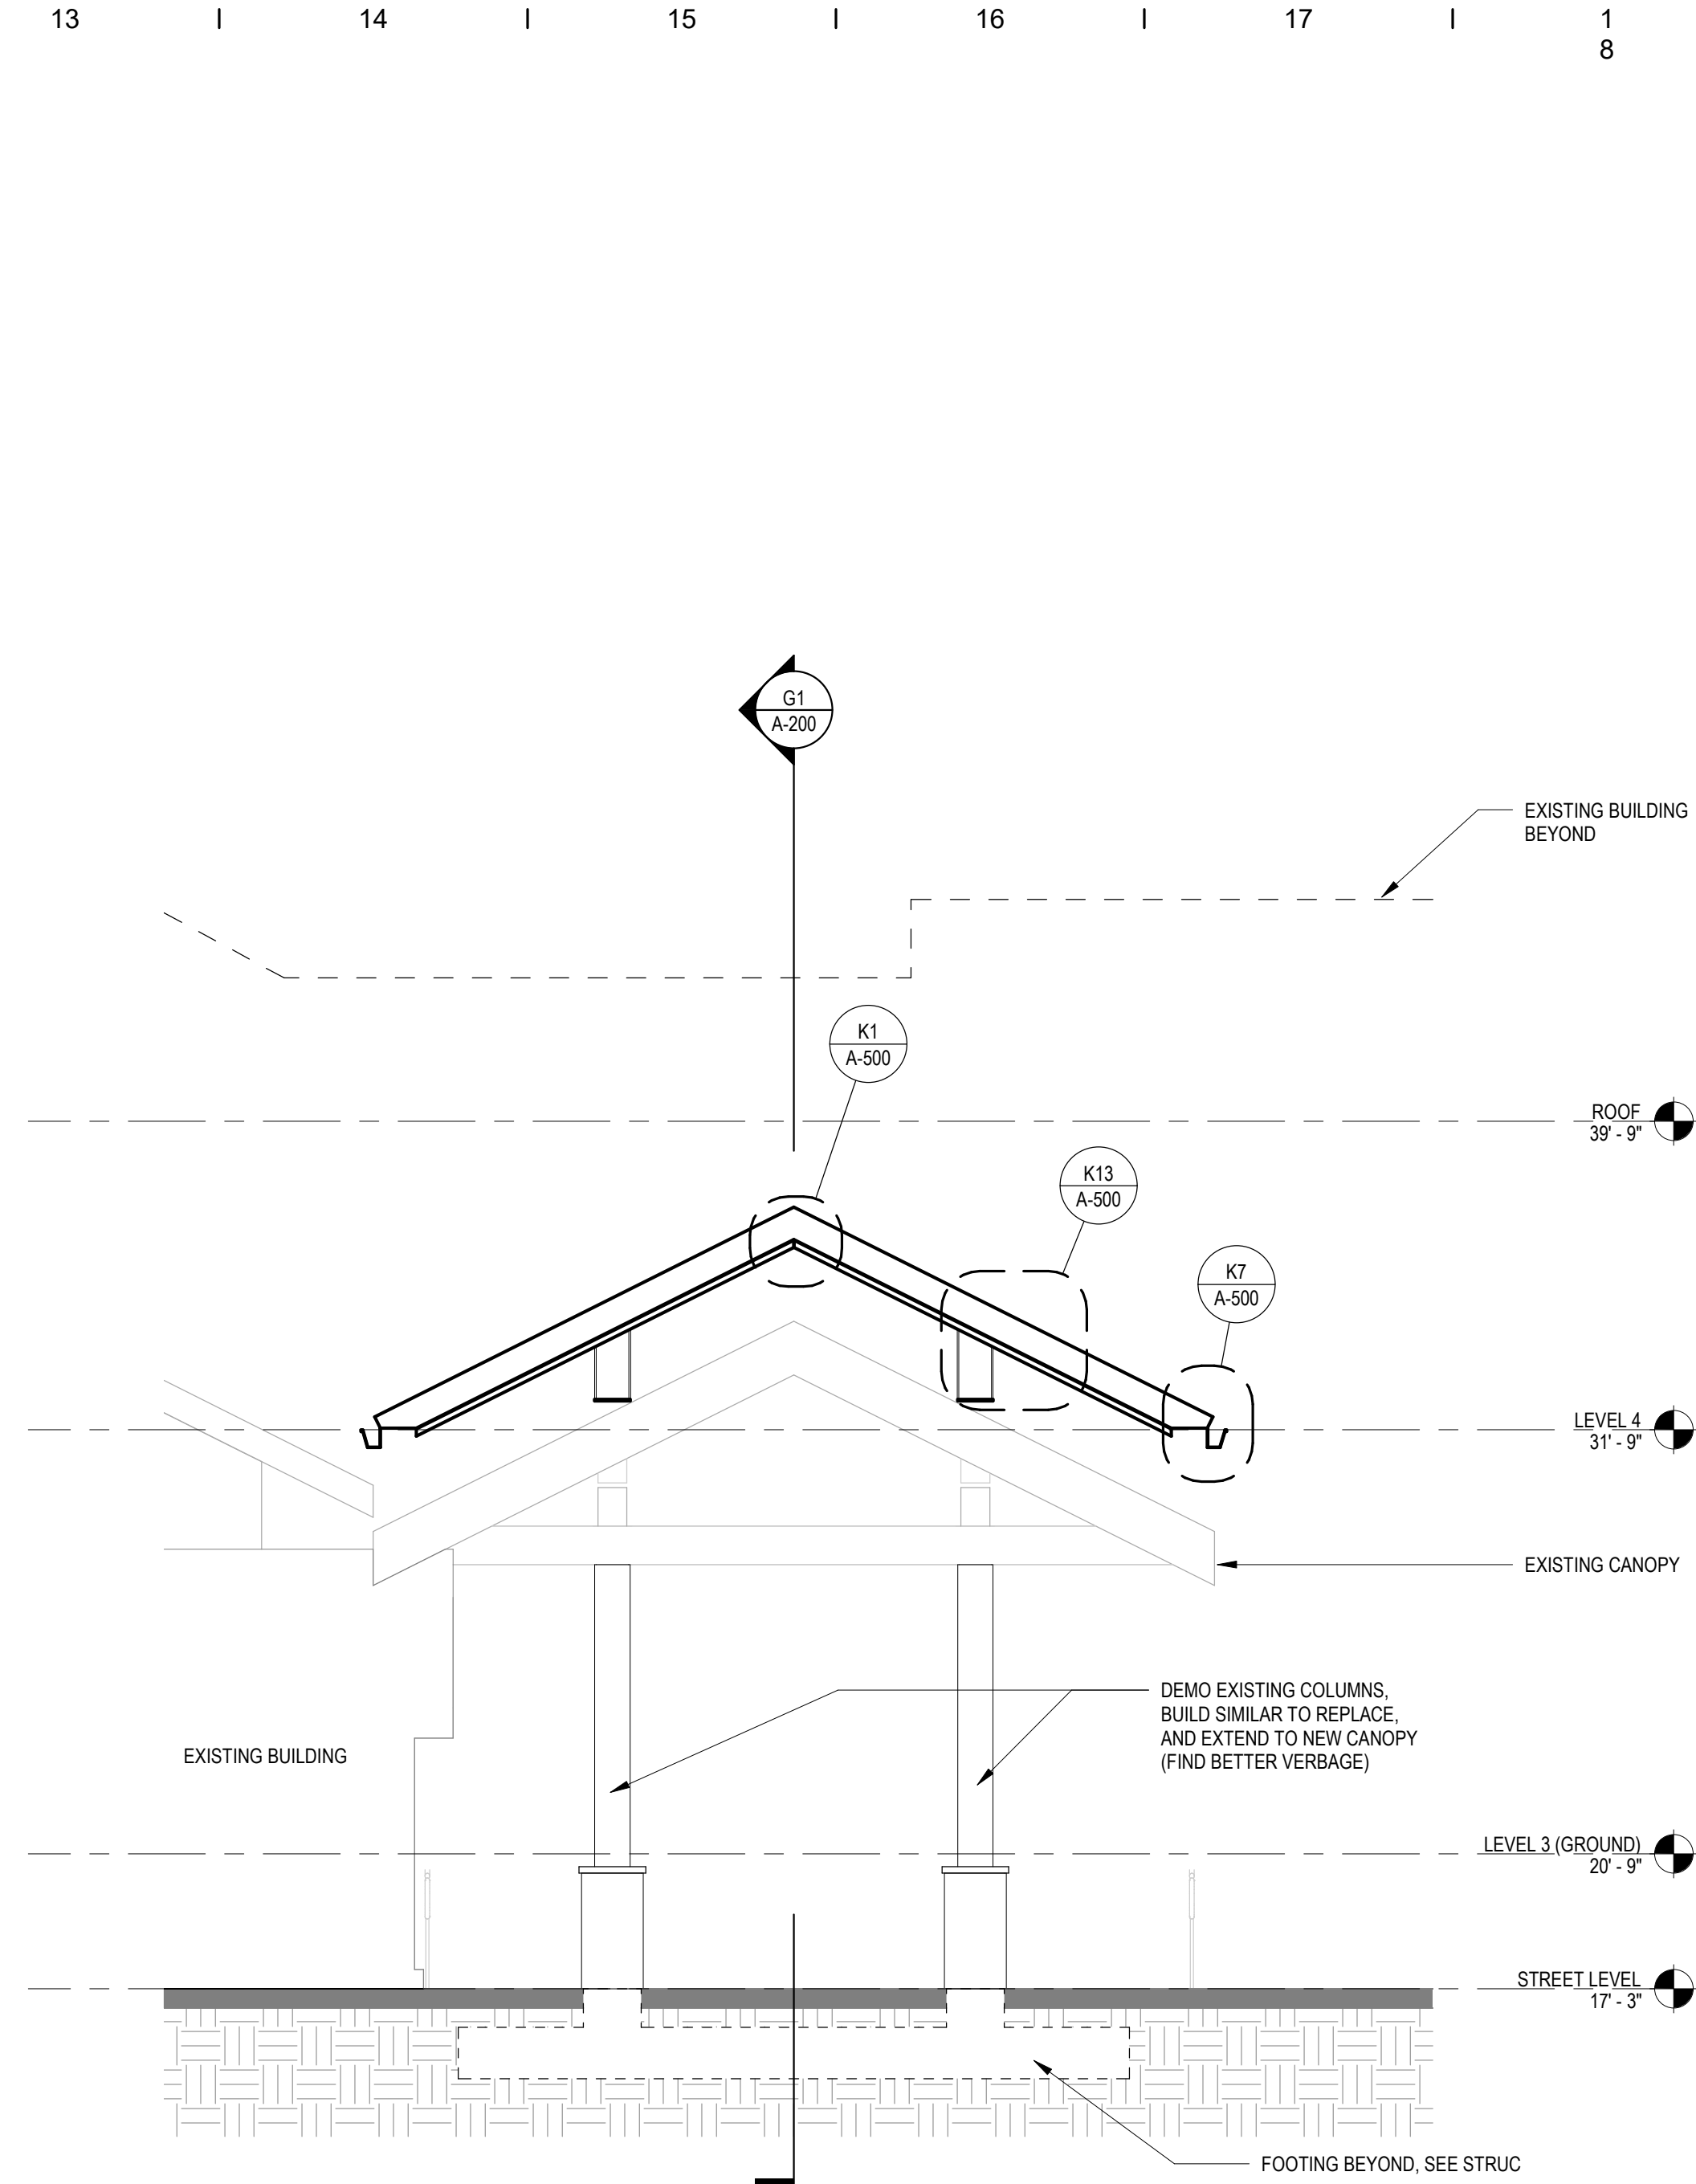 13 | 14 | 15 | 16 | 17 | 1
8
G1
A-200
EXISTING BUILDING
BEYOND
K1
A-500
ROOF
39' - 9"
K13
A-500
K7
A-500
LEVEL 4
31' - 9"
EXISTING CANOPY
DEMO EXISTING COLUMNS,
BUILD SIMILAR TO REPLACE,
AND EXTEND TO NEW CANOPY
(FIND BETTER VERBAGE)
EXISTING BUILDING
LEVEL 3 (GROUND)
20' - 9"
STREET LEVEL
17' - 3"
FOOTING BEYOND, SEE STRUC